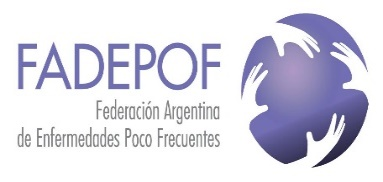 FADEPOF
Federación Argentina
de Enfermedades Poco Frecuentes